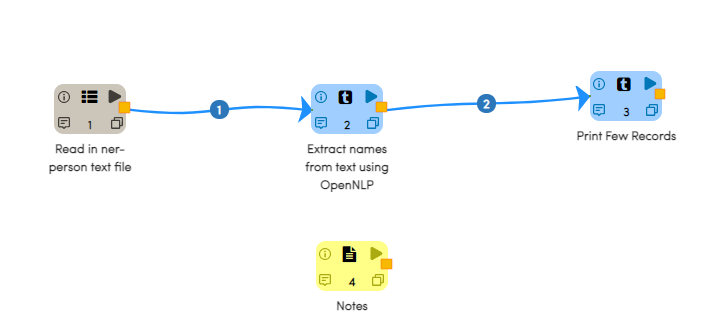 1
Read in ner-
person text file
1
t
2
Extract names
from text using
OpenNLP
2
t
3
Print Few Records
4
Notes